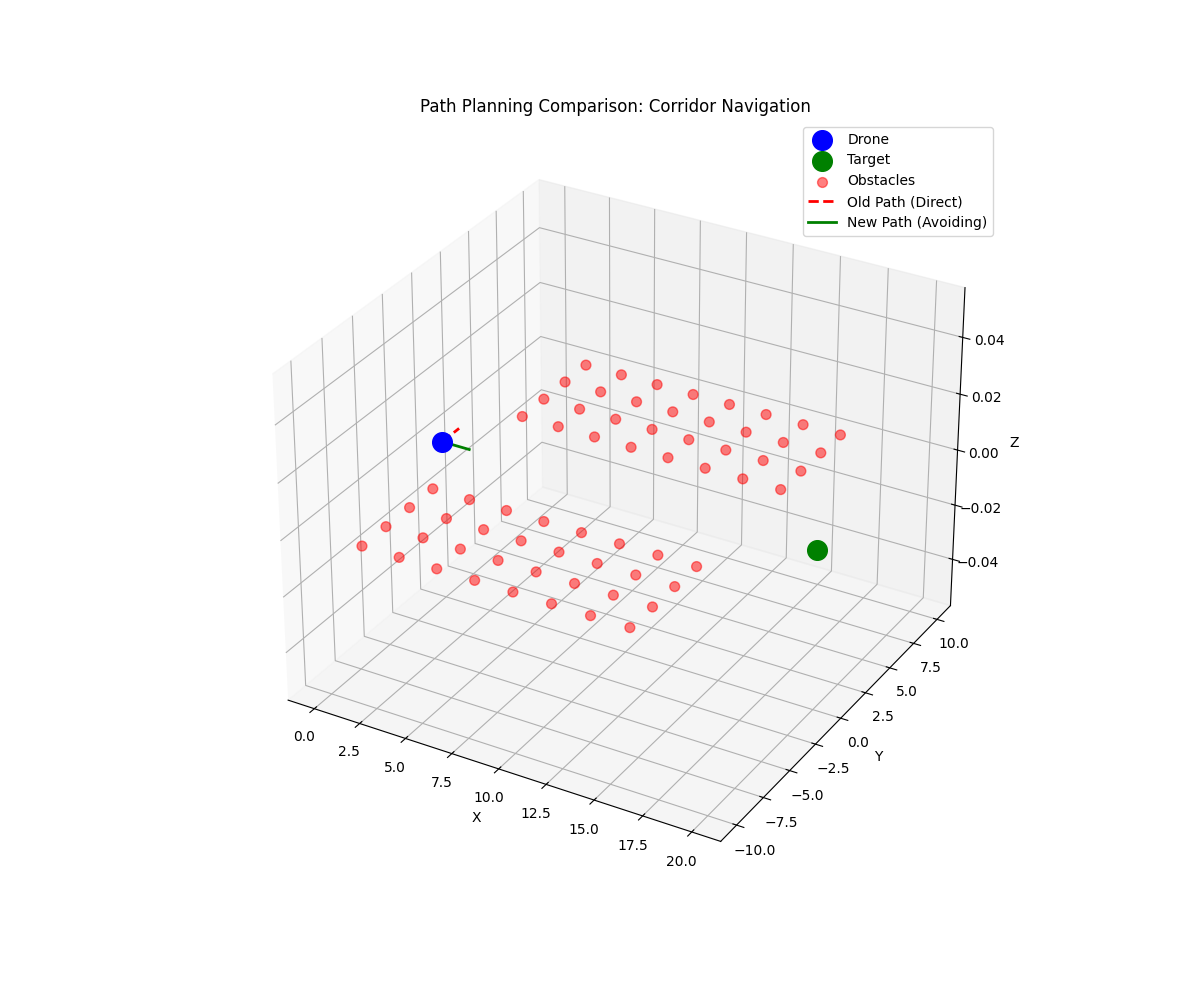 Path Planning Comparison: Corridor Navigation
Drone
Target
Obstacles
Old Path (Direct)
New Path (Avoiding)
0.04
0.02
0.00
−0.02
−0.04
Z
10.0
7.5
5.0
2.5
0.0
−2.5
−5.0
−7.5
−10.0
Y
0.0
2.5
5.0
7.5
10.0
12.5
15.0
17.5
20.0
X